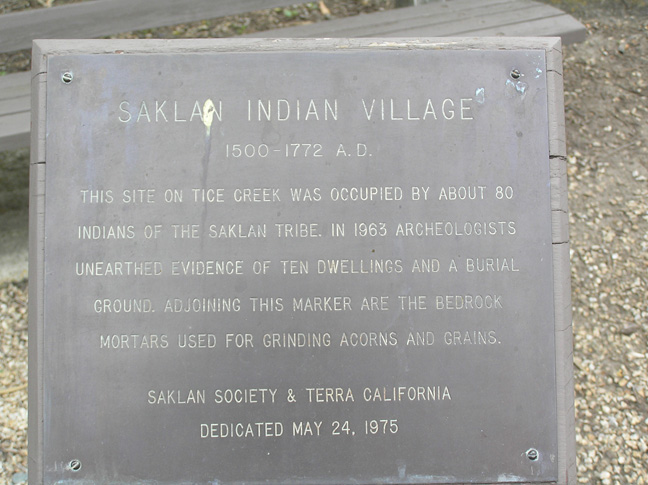 SAKLAN INDIAN VILLAGE
1500-1772 A.D.
THIS SITE ON TICE CREEK WAS OCCUPIED BY ABOUT 80
INDIANS OF THE SAKLAN TRIBE. IN 1963 ARCHEOLOGISTS
UNEARTHED EVIDENCE OF TEN DWELLINGS AND A BURIAL
GROUND. ADJOINING THIS MARKER ARE THE BEDROCK
MORTARS USED FOR GRINDING ACORNS AND GRAINS.
SAKLAN SOCIETY & TERRA CALIFORNIA
DEDICATED MAY 24, 1975